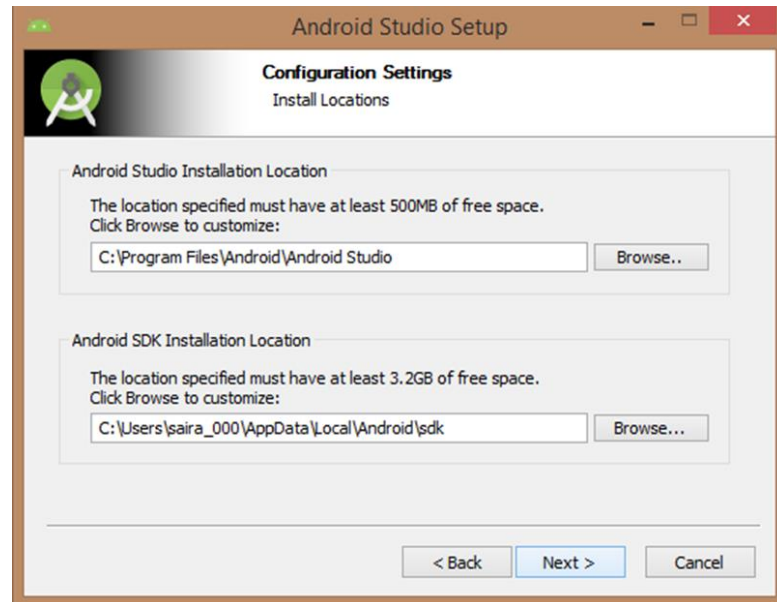 Android Studio Setup
Configuration Settings
Install Locations
Android Studio Installation Location
The location specified must have at least 500MB of free space.
Click Browse to customize:
C:\Program Files\Android\Android Studio
Browse..
Android SDK Installation Location
The location specified must have at least 3.2GB of free space.
Click Browse to customize:
C:\Users\saira_000\AppData\Local\Android\sdk
Browse...
< Back
Next >
Cancel